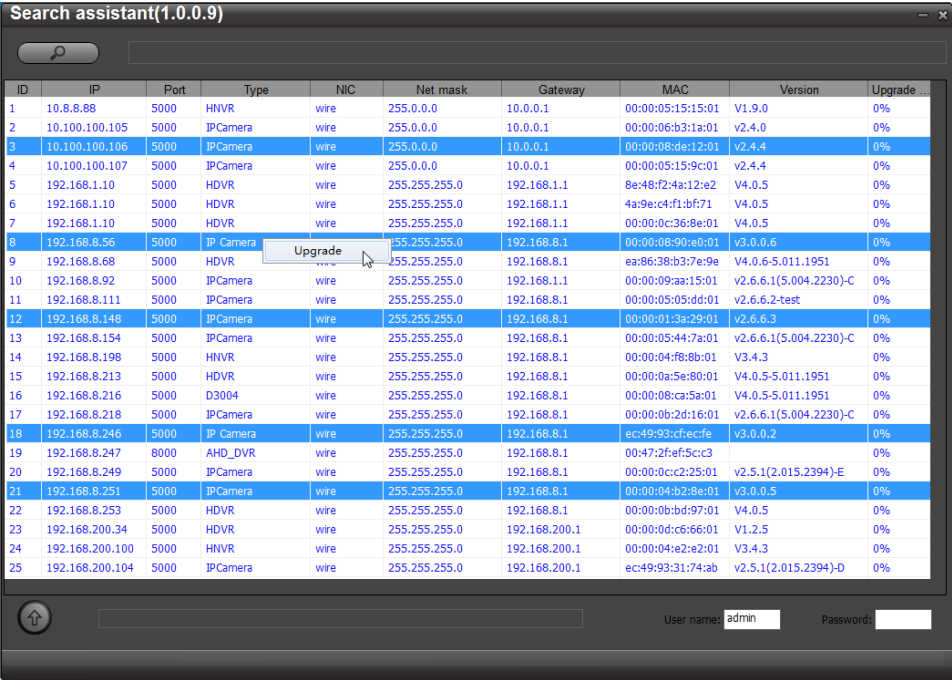 Search assistant(1.0.0.9)
ID IP Port Type NIC Net mask Gateway MAC Version Upgrade ...
1 10.8.8.88 5000 HNVR wire 255.0.0.0 10.0.0.1 00:00:05:15:15:01 V1.9.0 0%
2 10.100.100.105 5000 IPCamera wire 255.0.0.0 10.0.0.1 00:00:06:b3:1a:01 v2.4.0 0%
3 10.100.100.106 5000 IPCamera wire 255.0.0.0 10.0.0.1 00:00:08:de:12:01 v2.4.4 0%
4 10.100.100.107 5000 IPCamera wire 255.0.0.0 10.0.0.1 00:00:05:15:9c:01 v2.4.4 0%
5 192.168.1.10 5000 HDVR wire 255.255.255.0 192.168.1.1 8e:48:f2:4a:12:e2 V4.0.5 0%
6 192.168.1.10 5000 HDVR wire 255.255.255.0 192.168.1.1 4a:9e:c4:f1:bf:71 V4.0.5 0%
7 192.168.1.10 5000 HDVR wire 255.255.255.0 192.168.1.1 00:00:0c:36:8e:01 V4.0.5 0%
8 192.168.8.56 5000 IP Camera 255.255.255.0 192.168.8.1 00:00:08:90:e0:01 v3.0.0.6 0%
Upgrade
9 192.168.8.68 5000 HDVR wire 255.255.255.0 192.168.8.1 ea:86:38:b3:7e:9e V4.0.6-5.011.1951 0%
10 192.168.8.92 5000 IPCamera wire 255.255.255.0 192.168.1.1 00:00:09:aa:15:01 v2.6.6.1(5.004.2230)-C 0%
11 192.168.8.111 5000 IPCamera wire 255.255.255.0 192.168.8.1 00:00:05:05:dd:01 v2.6.6.2-test 0%
12 192.168.8.148 5000 IPCamera wire 255.255.255.0 192.168.8.1 00:00:01:3a:29:01 v2.6.6.3 0%
13 192.168.8.154 5000 IPCamera wire 255.255.255.0 192.168.8.1 00:00:05:44:7a:01 v2.6.6.1(5.004.2230)-C 0%
14 192.168.8.198 5000 HNVR wire 255.255.255.0 192.168.8.1 00:00:04:f8:8b:01 V3.4.3 0%
15 192.168.8.213 5000 HDVR wire 255.255.255.0 192.168.8.1 00:00:0a:5e:80:01 V4.0.5-5.011.1951 0%
16 192.168.8.216 5000 D3004 wire 255.255.255.0 192.168.8.1 00:00:08:ca:5a:01 V4.0.5-5.011.1951 0%
17 192.168.8.218 5000 IPCamera wire 255.255.255.0 192.168.8.1 00:00:0b:2d:16:01 v2.6.6.1(5.004.2230)-C 0%
18 192.168.8.246 5000 IP Camera wire 255.255.255.0 192.168.8.1 ec:49:93:cf:ec:fe v3.0.0.2 0%
19 192.168.8.247 8000 AHD_DVR wire 255.255.255.0 192.168.8.1 00:47:2f:ef:5c:c3 0%
20 192.168.8.249 5000 IPCamera wire 255.255.255.0 192.168.8.1 00:00:0c:c2:25:01 v2.5.1(2.015.2394)-E 0%
21 192.168.8.251 5000 IPCamera wire 255.255.255.0 192.168.8.1 00:00:04:b2:8e:01 v3.0.0.5 0%
22 192.168.8.253 5000 HDVR wire 255.255.255.0 192.168.8.1 00:00:0b:bd:97:01 V4.0.5 0%
23 192.168.200.34 5000 HDVR wire 255.255.255.0 192.168.200.1 00:00:0d:c6:66:01 V1.2.5 0%
24 192.168.200.100 5000 HNVR wire 255.255.255.0 192.168.200.1 00:00:04:e2:e2:01 V3.4.3 0%
25 192.168.200.104 5000 IPCamera wire 255.255.255.0 192.168.200.1 ec:49:93:31:74:ab v2.5.1(2.015.2394)-D 0%
User name: admin Password: